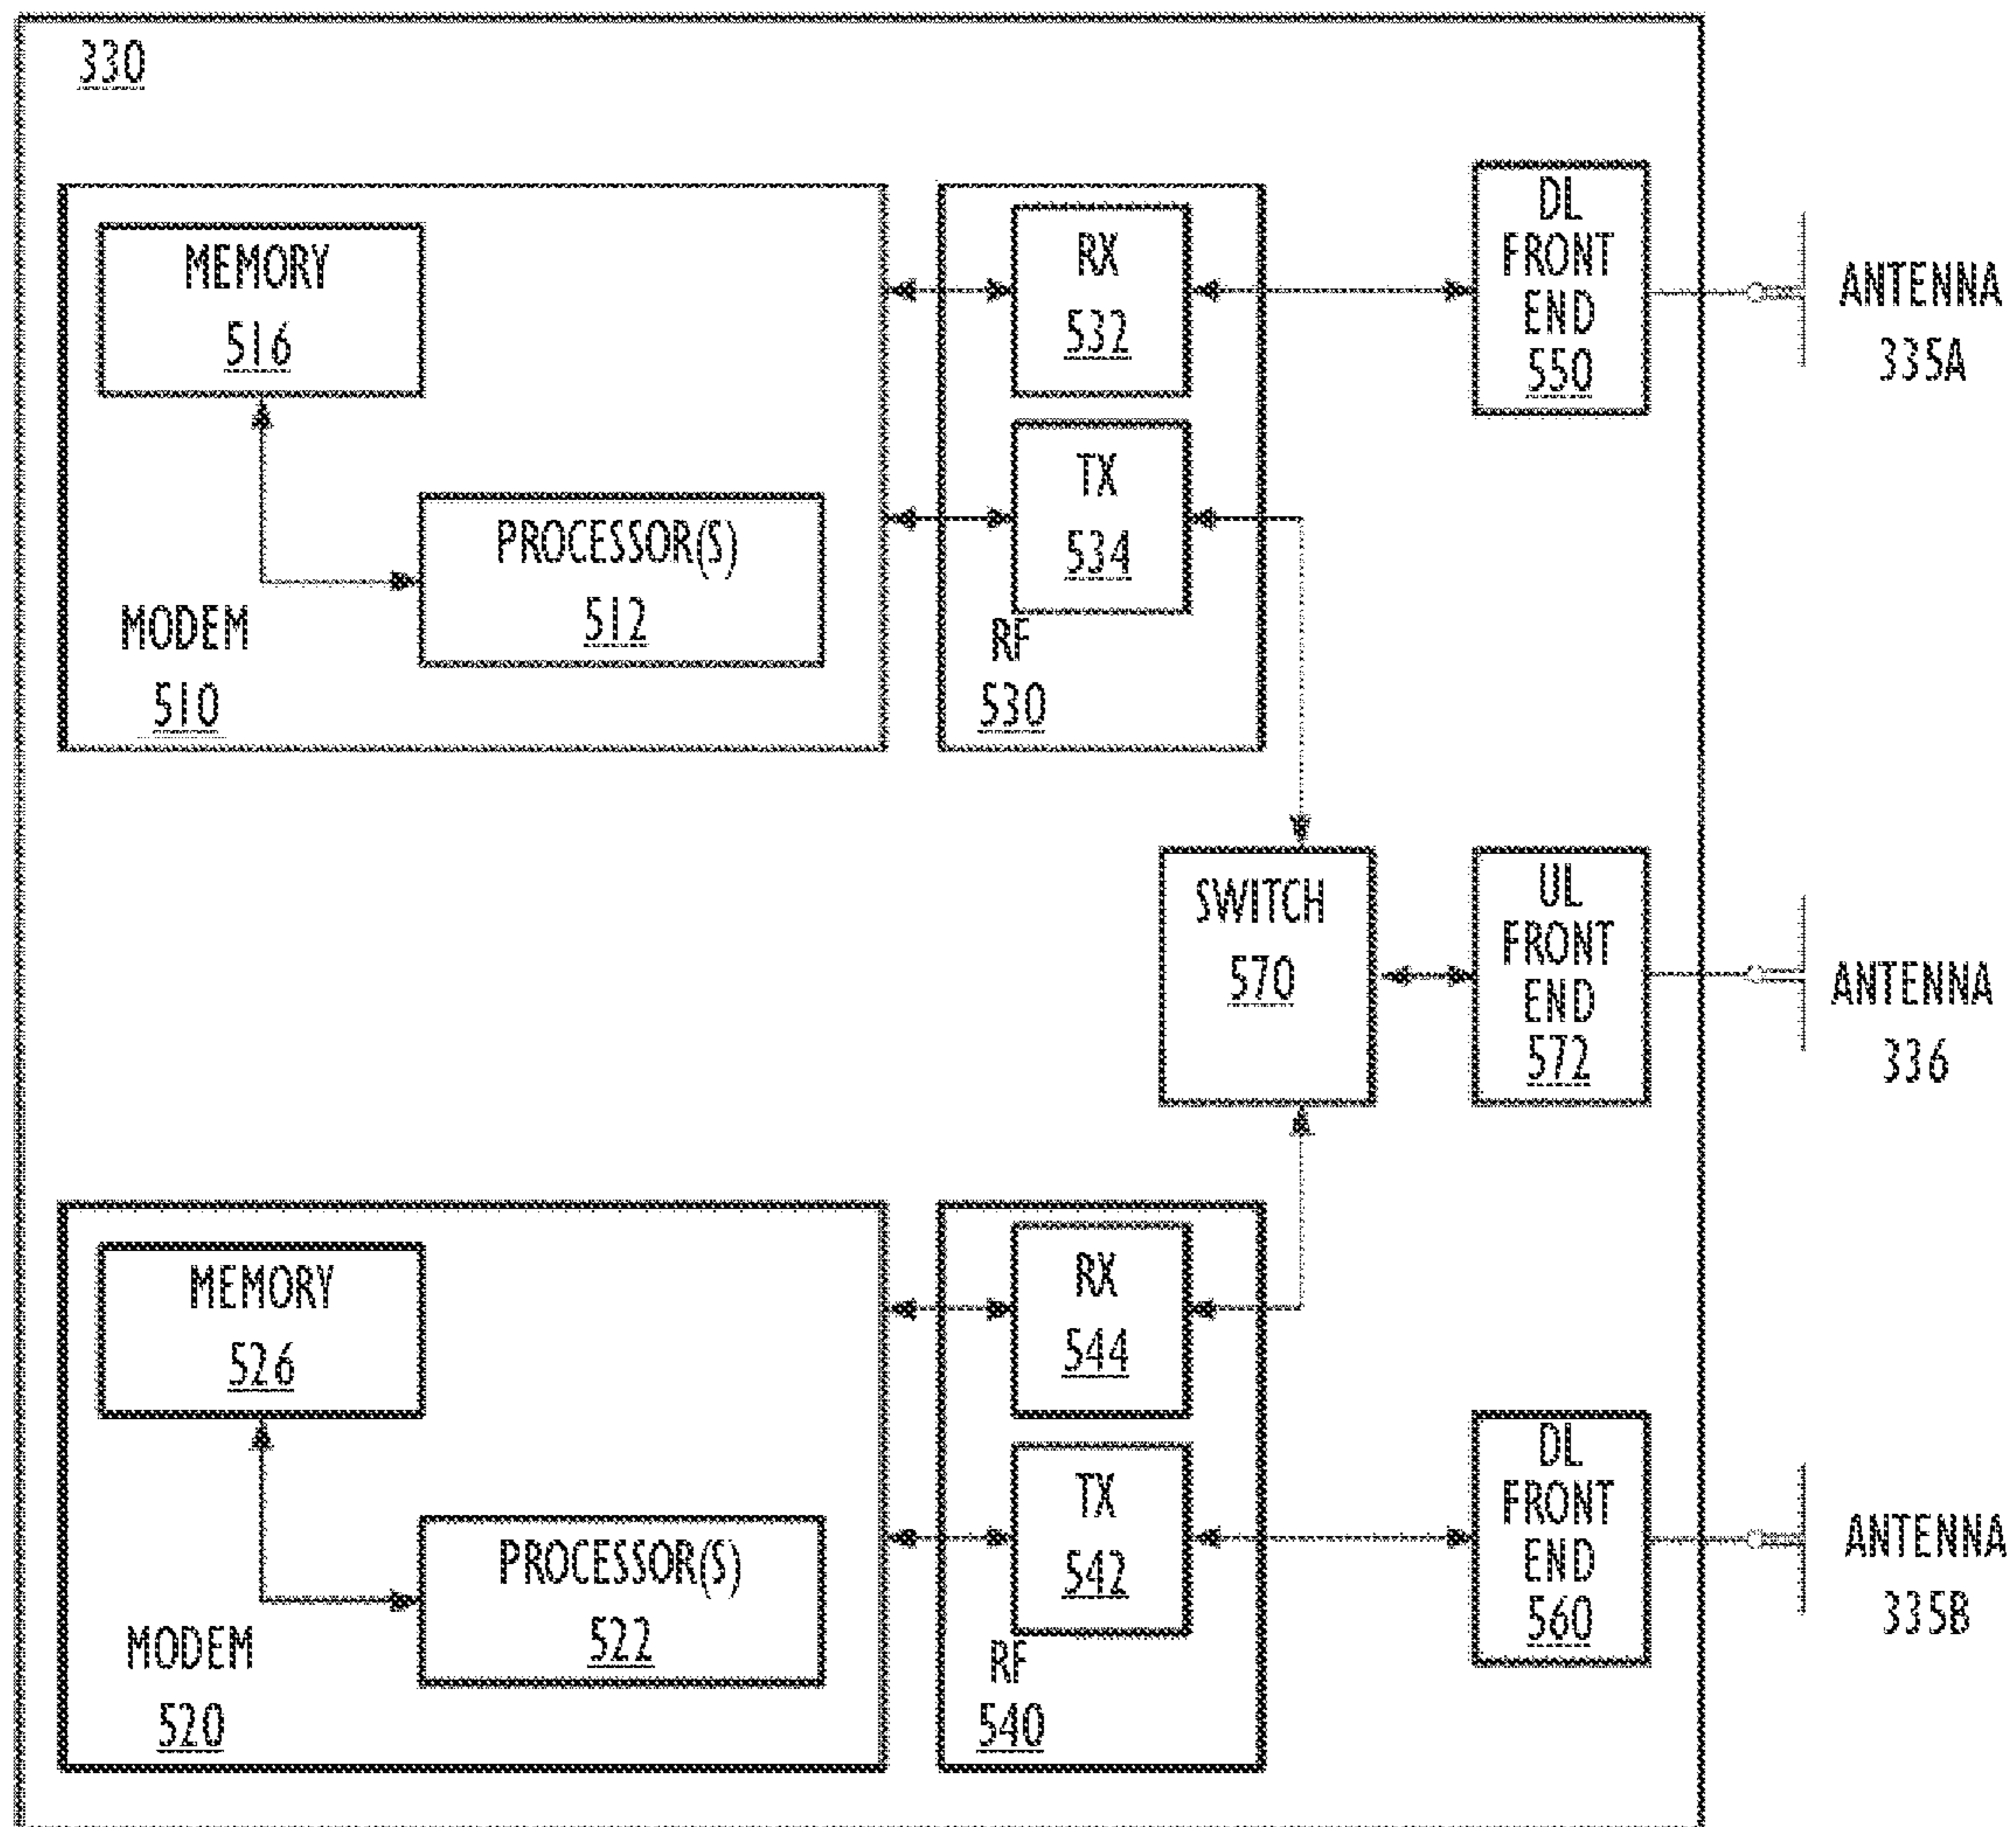 330
MEMORY
516
PROCESSOR(S)
512
MODEM
510
RX
532
TX
534
RF
530
DL
FRONT
END
550
ANTENNA
335A
SWITCH
570
UL
FRONT
END
572
ANTENNA
336
MEMORY
526
PROCESSOR(S)
522
MODEM
520
RX
544
TX
542
RF
540
DL
FRONT
END
560
ANTENNA
335B